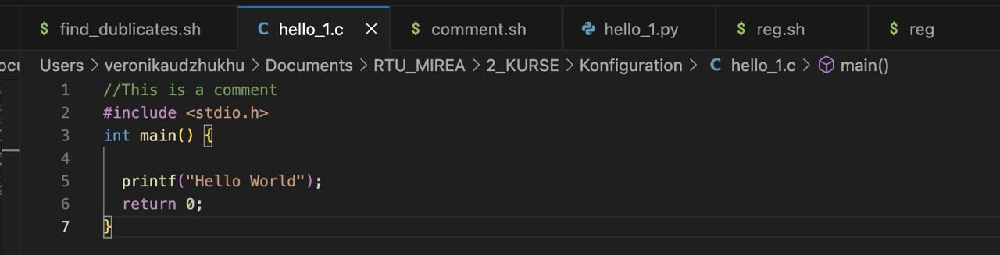 find_dublicates.sh hello_1.c comment.sh hello_1.py reg.sh reg
Users > veronikaudzhukhu > Documents > RTU_MIREA > 2_KURSE > Konfiguration > C hello_1.c > main()
1 //This is a comment
2 #include <stdio.h>
3 int main() {
4
5 printf("Hello World");
6 return 0;
7 }